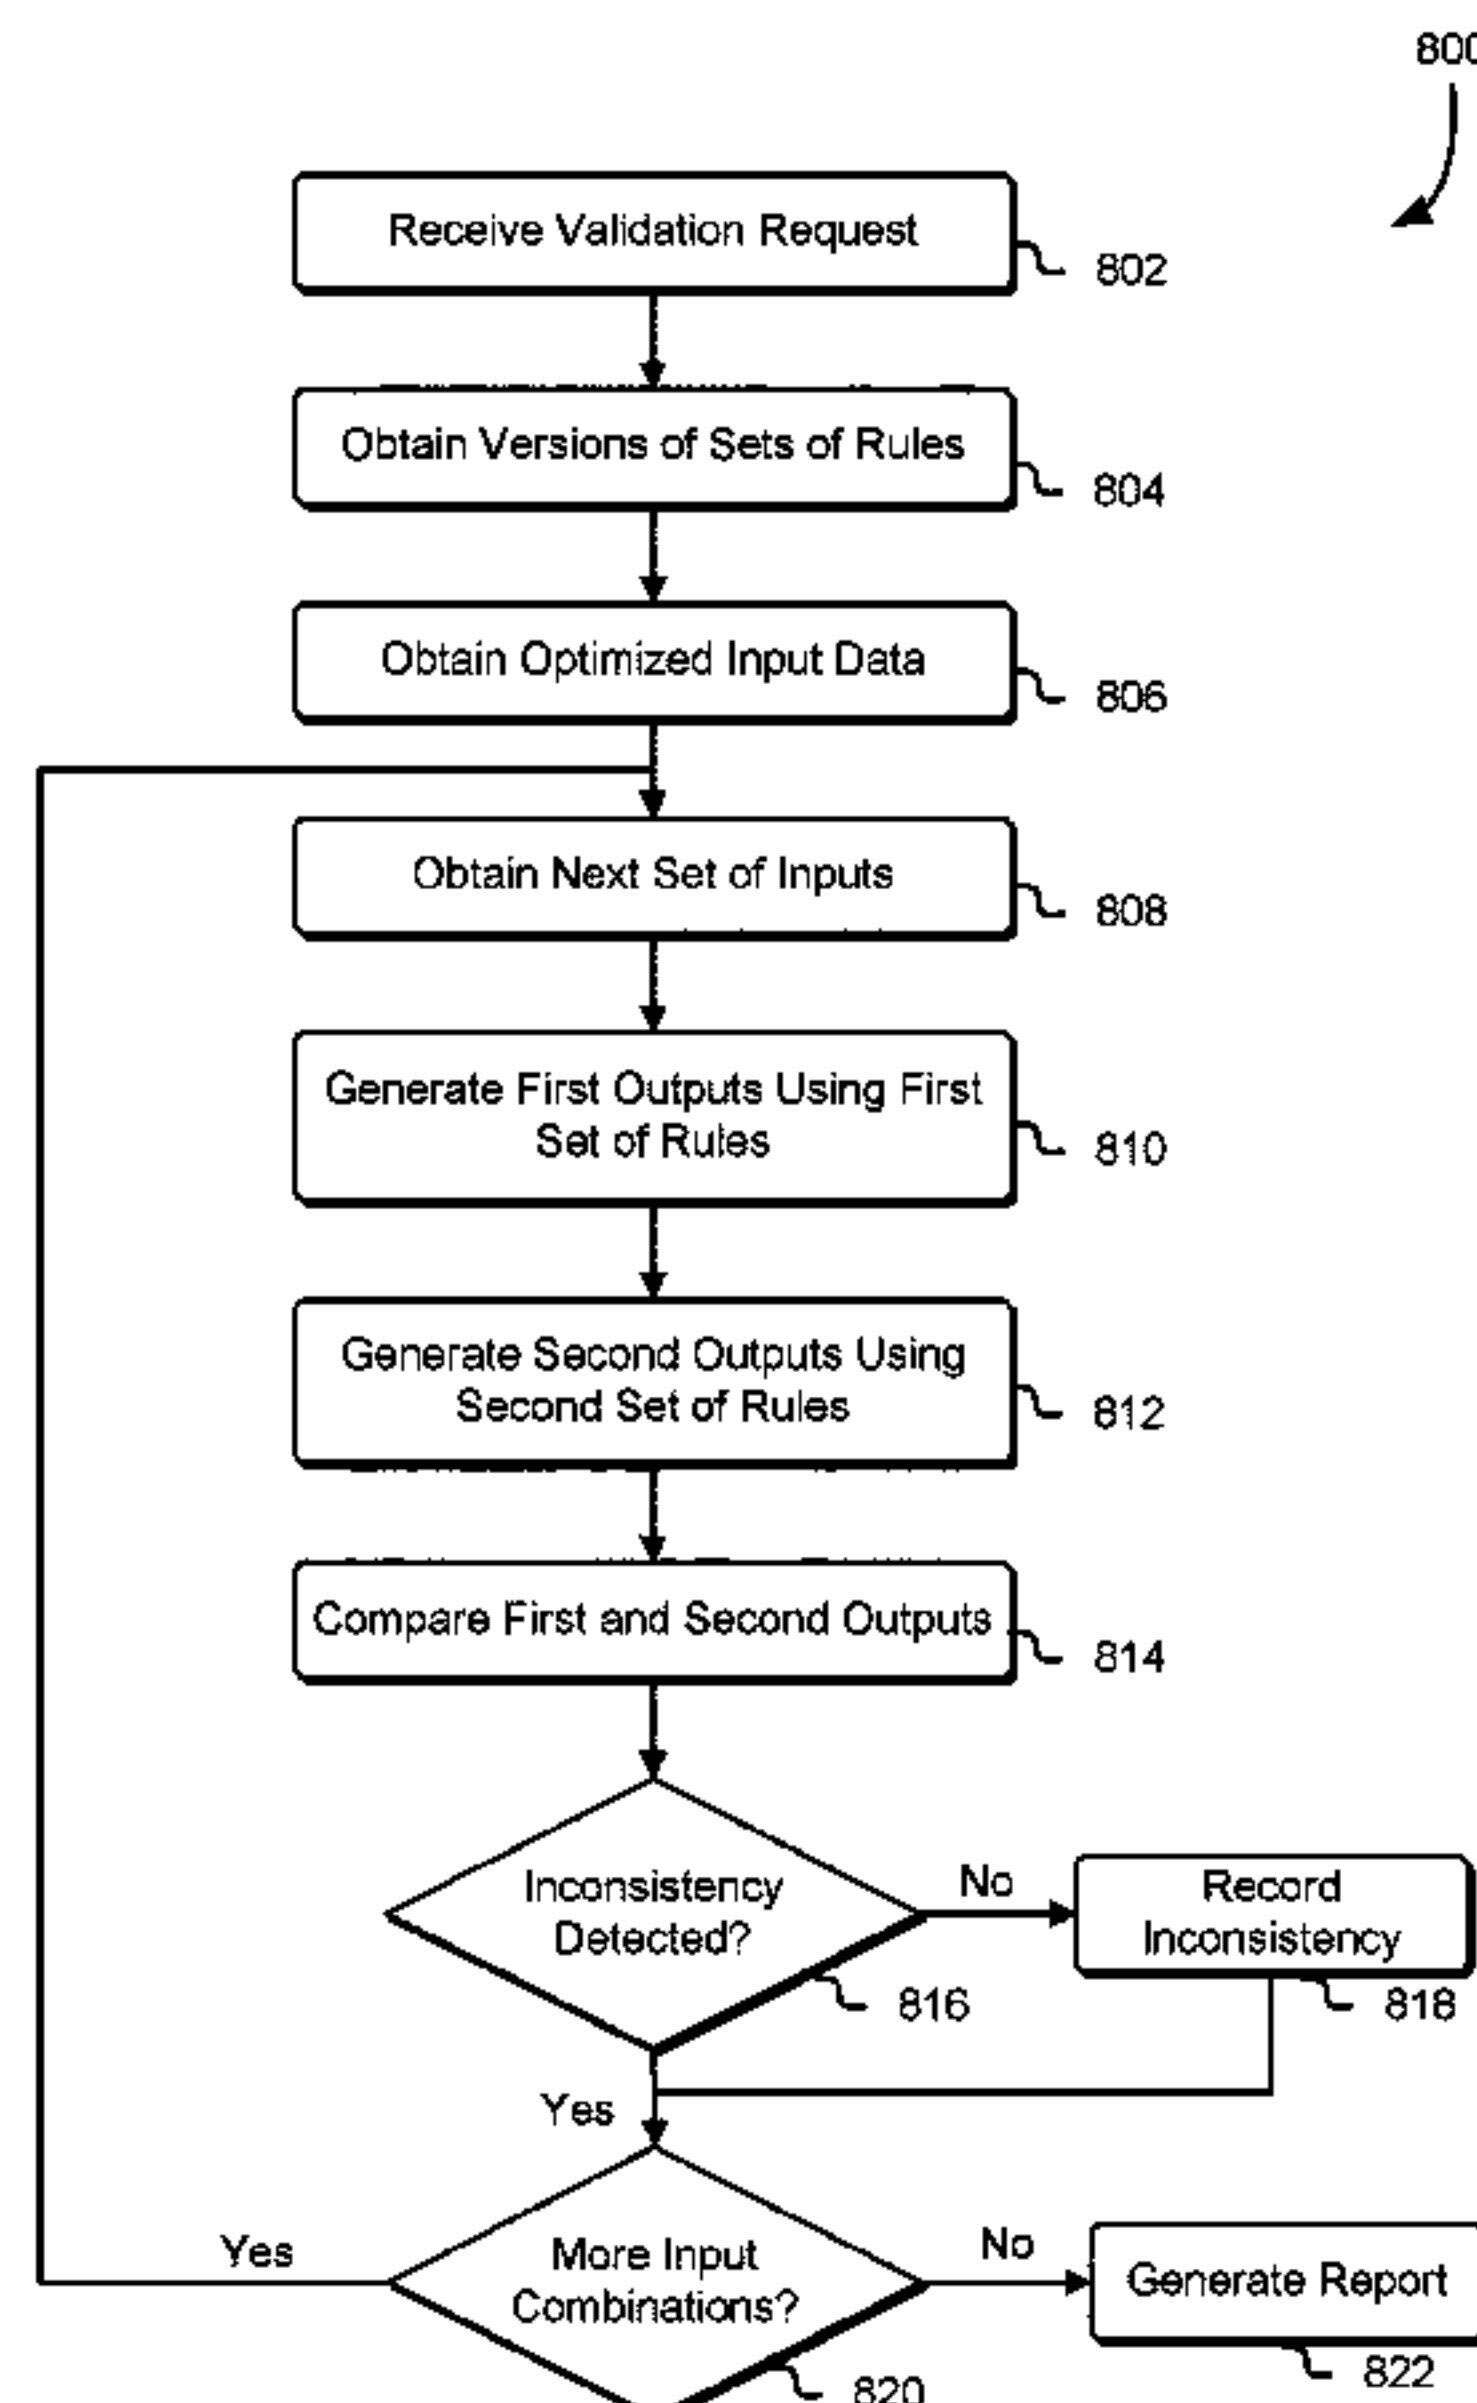 800
Receive Validation Request
802
Obtain Versions of Sets of Rules
804
Obtain Optimized Input Data
806
Obtain Next Set of Inputs
808
Generate First Outputs Using First
Set of Rules
810
Generate Second Outputs Using
Second Set of Rules
812
Compare First and Second Outputs
814
Inconsistency
Detected?
816
No
Record
Inconsistency
818
Yes
More Input
Combinations?
820
Yes
No
Generate Report
822